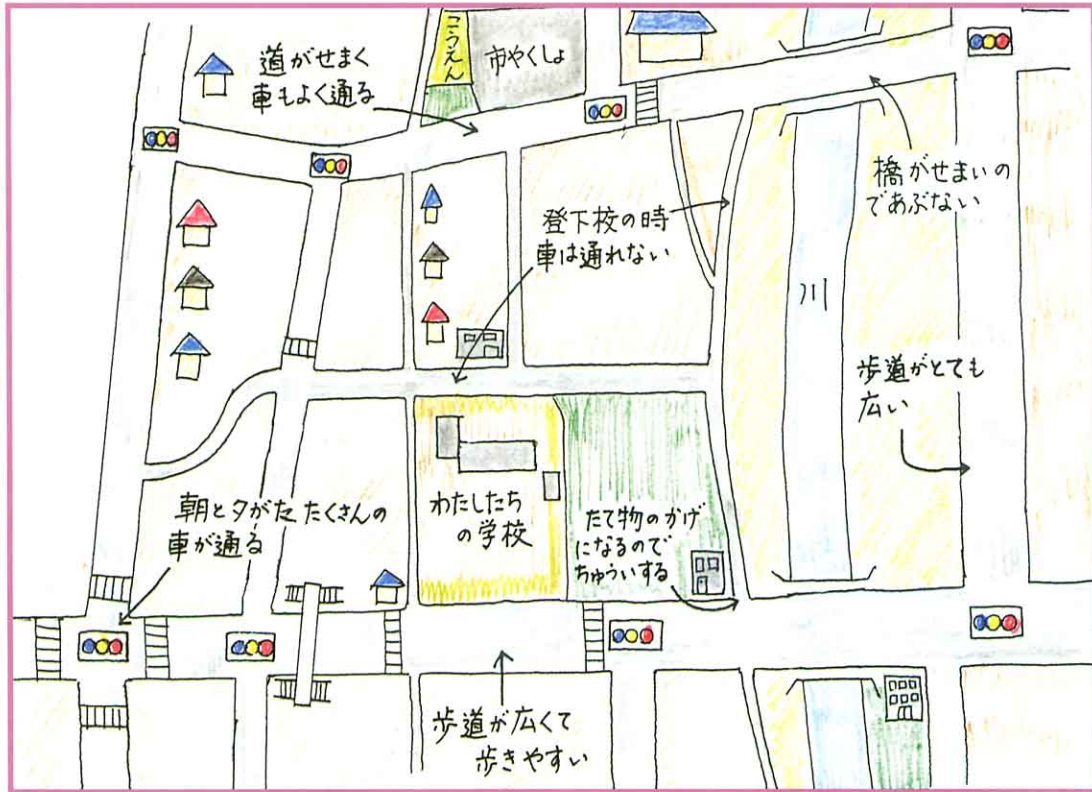 道がせまく
車もよく通る
こうえん
市やくしょ
橋がせまいの
であぶない
登下校の時
車は通れない
川
歩道がとても
広い
朝と夕がたたくさんの
車が通る
わたしたち
の学校
たて物のかげ
になるので
ちゅういする
歩道が広くて
歩きやすい